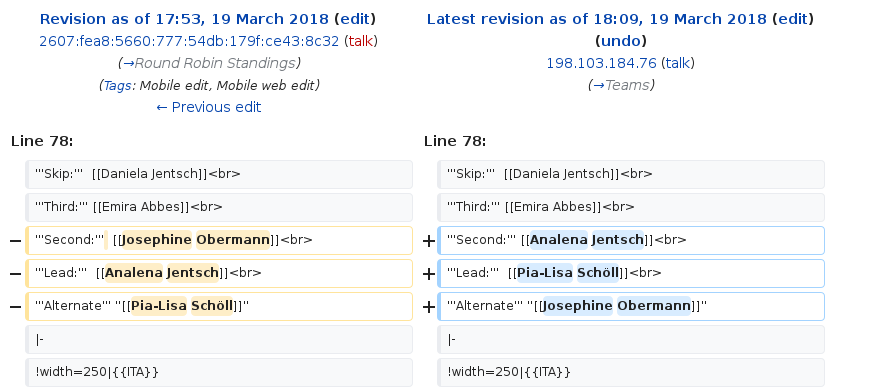 Revision as of 17:53, 19 March 2018 (edit)
2607:fea8:5660:777:54db:179f:ce43:8c32 (talk)
(→Round Robin Standings)
(Tags: Mobile edit, Mobile web edit)
← Previous edit
Latest revision as of 18:09, 19 March 2018 (edit)
(undo)
198.103.184.76 (talk)
(→Teams)
Line 78:
Line 78:
'''Skip:''' [[Daniela Jentsch]]<br>
'''Skip:''' [[Daniela Jentsch]]<br>
'''Third:''' [[Emira Abbes]]<br>
'''Third:''' [[Emira Abbes]]<br>
− '''Second:''' [[Josephine Obermann]]<br>
+ '''Second:''' [[Analena Jentsch]]<br>
− '''Lead:''' [[Analena Jentsch]]<br>
+ '''Lead:''' [[Pia-Lisa Schöll]]<br>
− '''Alternate''' ''[[Pia-Lisa Schöll]]''
+ '''Alternate''' ''[[Josephine Obermann]]''
|-
|-
!width=250|{{ITA}}
!width=250|{{ITA}}